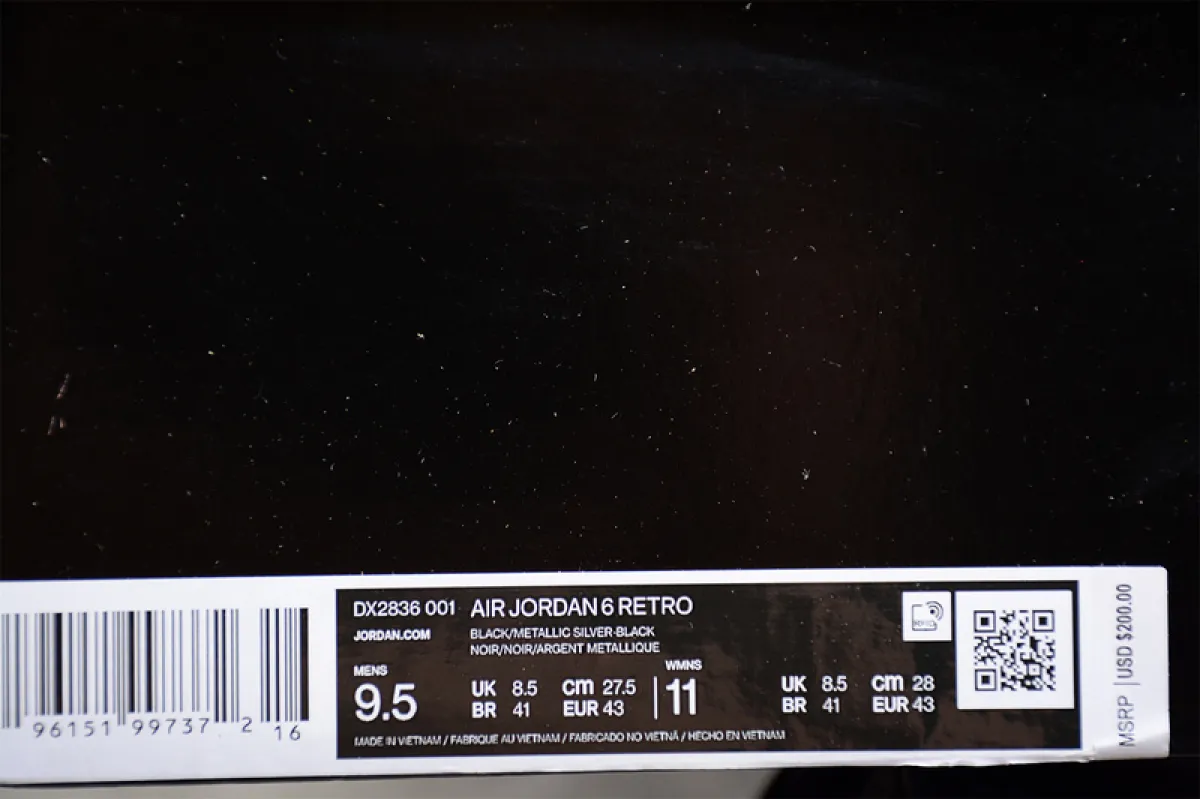 96151 99737 2
16
DX2836 001 AIR JORDAN 6 RETRO
JORDAN.COM
BLACK/METALLIC SILVER-BLACK
NOIR/NOIR/ARGENT METALLIQUE
MENS
9.5
UK 8.5 cm 27.5
BR 41 EUR 43
WMNS
11
UK 8.5 cm 28
BR 41 EUR 43
MADE IN VIETNAM / FABRIQUE AU VIETNAM / FABRICADO NO VIETNÃ / HECHO EN VIETNAM
RFID
MSRP | USD $200.00